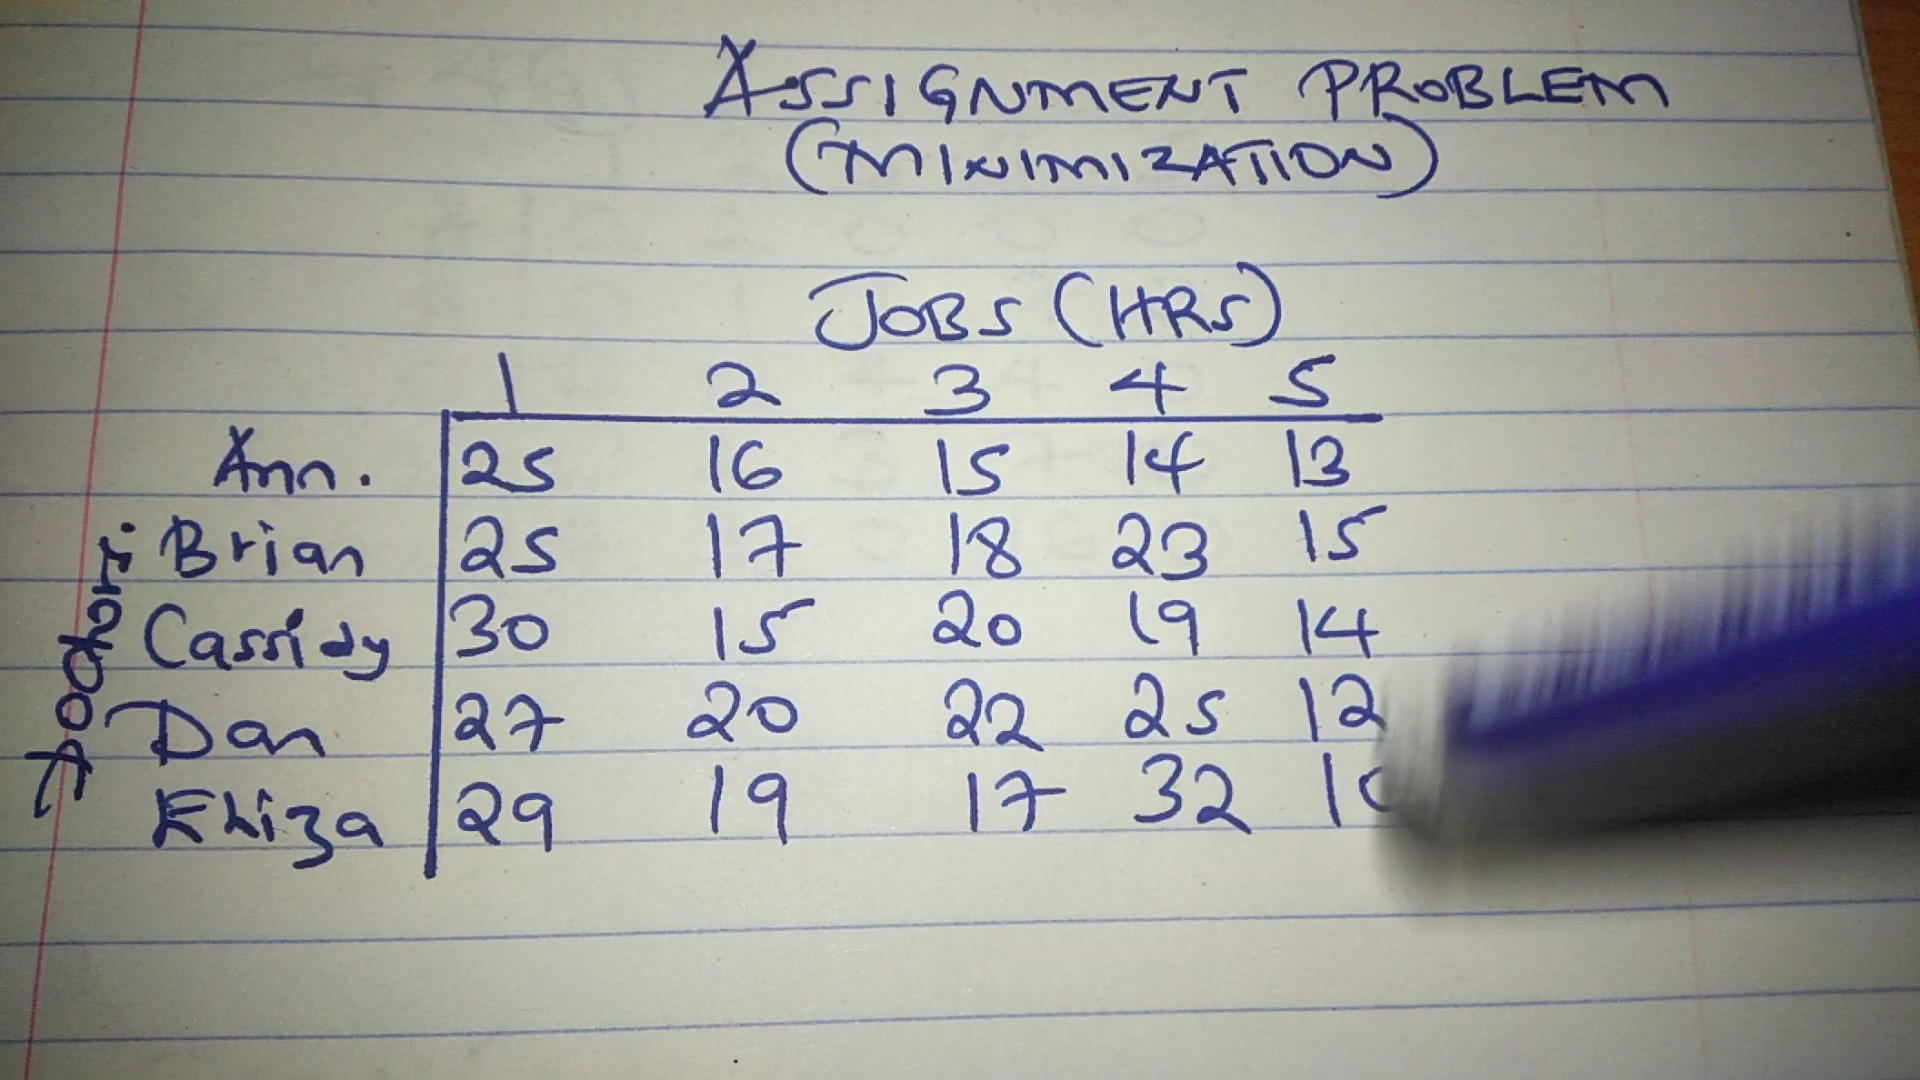 ASSIGNMENT PROBLEM
(MINIMIZATION)
JOBS (HRS)
1 2 3 4 5
Ann. 25 16 15 14 13
Brian 25 17 18 23 15
Cassidy 30 15 20 19 14
Dan 27 20 22 25 12
Eliza 29 19 17 32